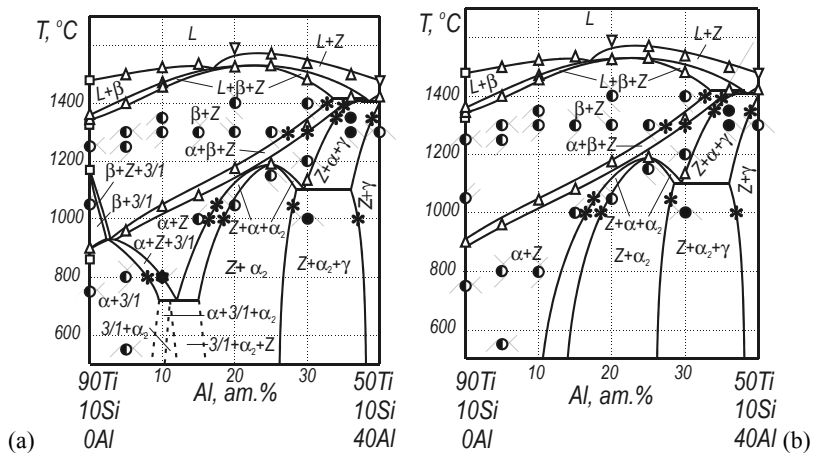 T, °C
L
L+Z
L+β
L+β+Z
1400
β+Z
α+β+Z
1200
β+Z+3/1
β+3/1
Z+α+γ
Z+γ
1000
α+Z
α+Z+3/1
Z+α+α₂
800
Z+ α₂
Z+α₂+γ
α+3/1
α+3/1+α₂
600
3/1+α₂
3/1+α₂+Z
90Ti
10Si
0Al
10
20
30
Al, am.%
50Ti
10Si
40Al
(a)
T, °C
L
L+Z
L+β
L+β+Z
1400
β+Z
α+β+Z
1200
Z+α+γ
Z+γ
1000
α+Z
Z+α+α₂
800
Z+α₂
Z+α₂+γ
600
90Ti
10Si
0Al
10
20
30
Al, am.%
50Ti
10Si
40Al
(b)